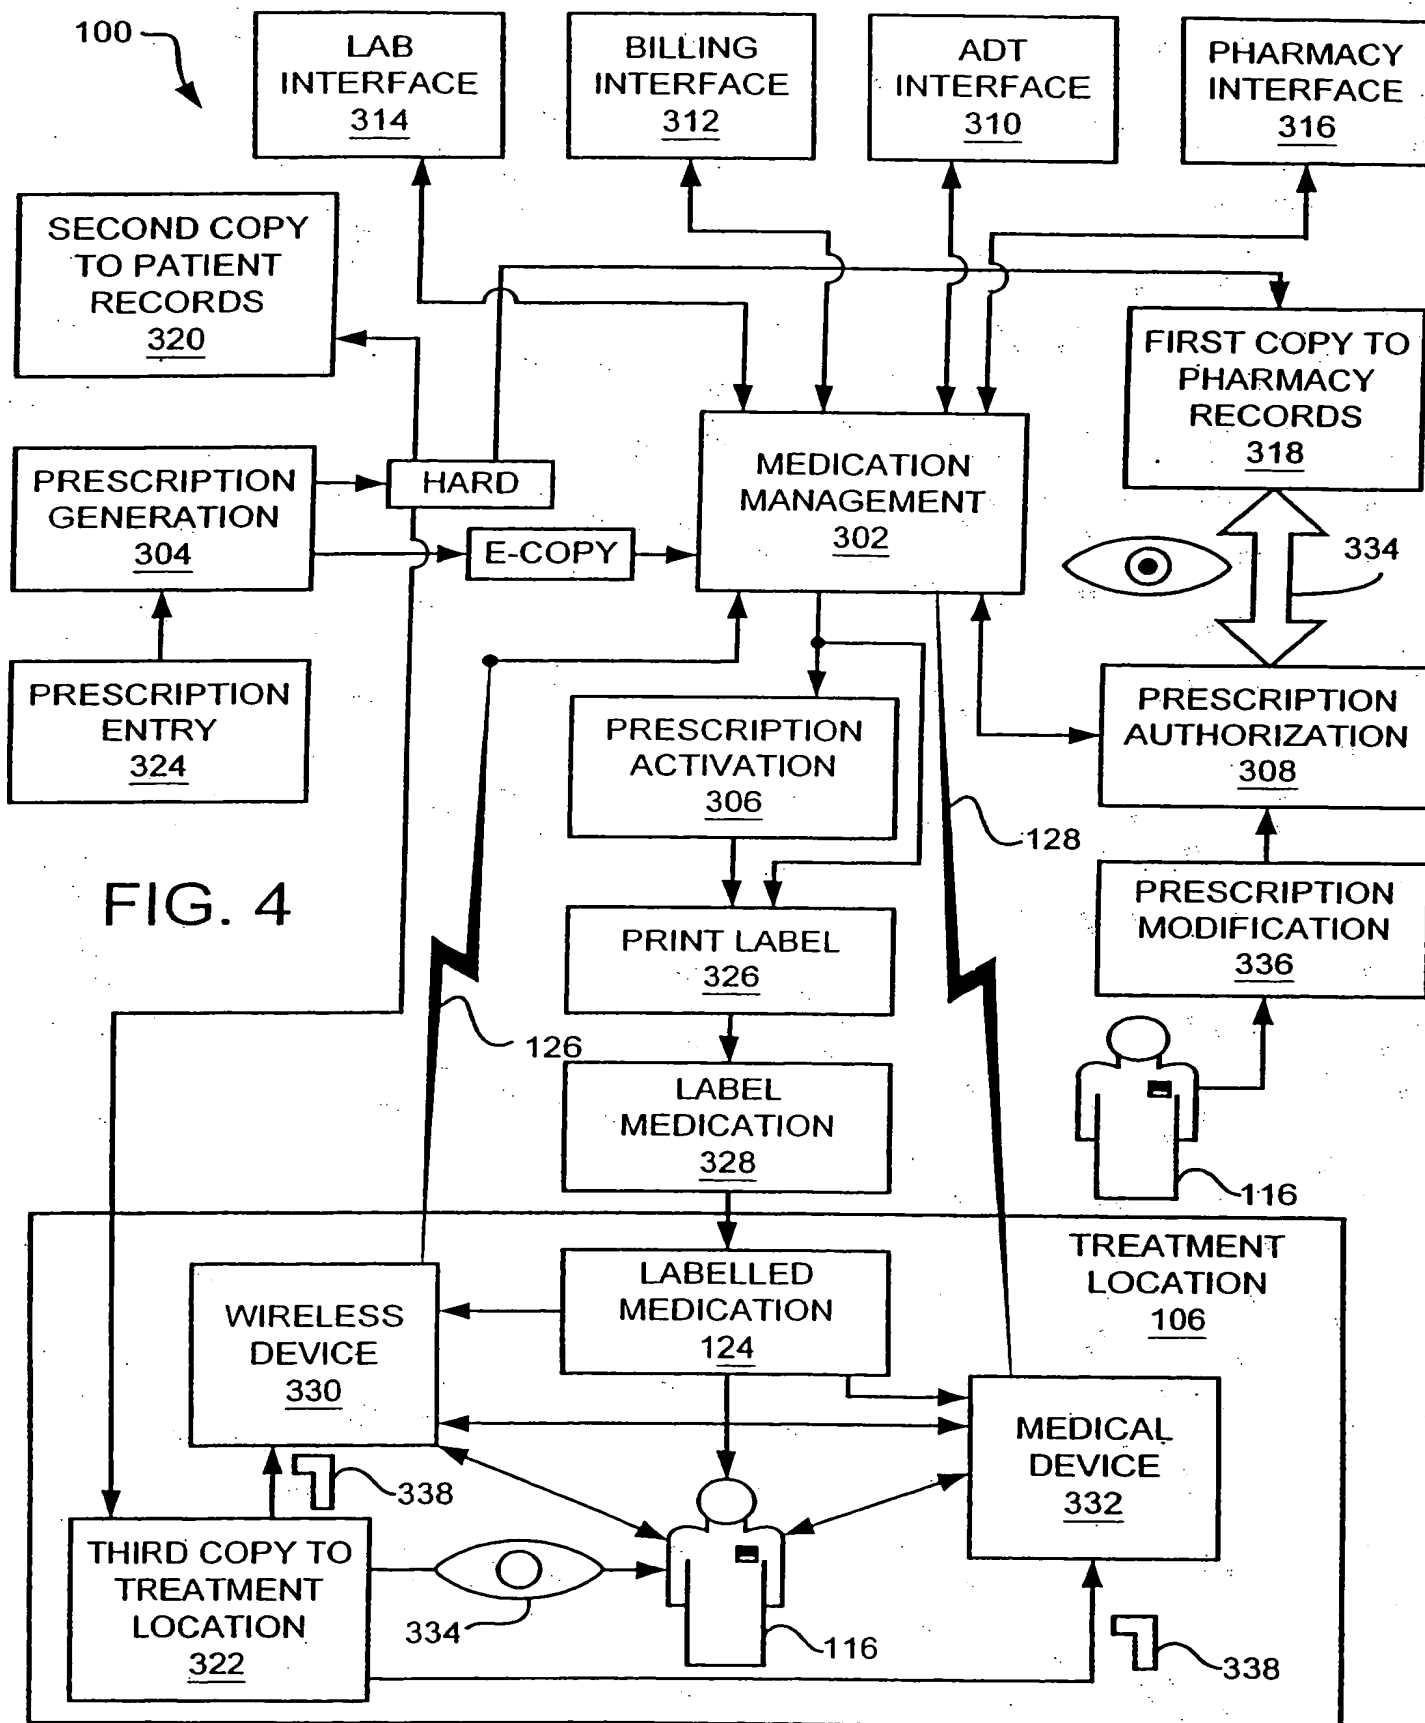 100
LAB
INTERFACE
314
BILLING
INTERFACE
312
ADT
INTERFACE
310
PHARMACY
INTERFACE
316
SECOND COPY
TO PATIENT
RECORDS
320
FIRST COPY TO
PHARMACY
RECORDS
318
PRESCRIPTION
GENERATION
304
HARD
E-COPY
MEDICATION
MANAGEMENT
302
334
PRESCRIPTION
ENTRY
324
PRESCRIPTION
ACTIVATION
306
PRESCRIPTION
AUTHORIZATION
308
128
FIG. 4
PRINT LABEL
326
PRESCRIPTION
MODIFICATION
336
126
LABEL
MEDICATION
328
116
TREATMENT
LOCATION
106
LABELLED
MEDICATION
124
WIRELESS
DEVICE
330
MEDICAL
DEVICE
332
338
THIRD COPY TO
TREATMENT
LOCATION
322
334
116
338